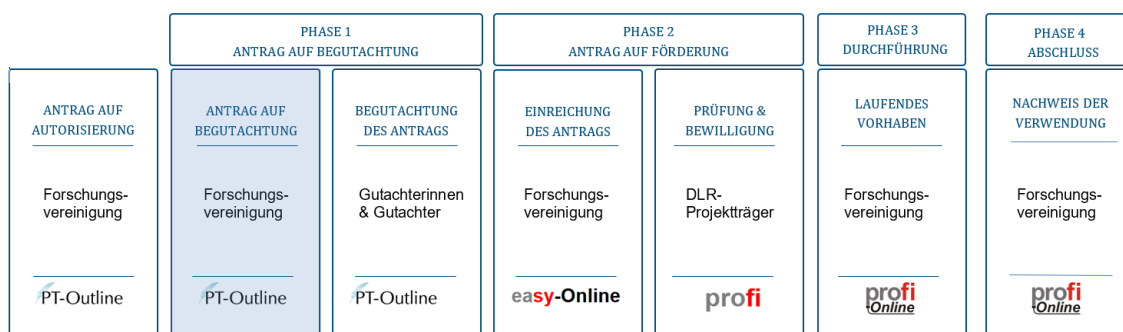 PHASE 1
ANTRAG AUF BEGUTACHTUNG
PHASE 2
ANTRAG AUF FÖRDERUNG
PHASE 3
DURCHFÜHRUNG
PHASE 4
ABSCHLUSS
ANTRAG AUF
AUTORISIERUNG
Forschungs-
vereinigung
PT-Outline
ANTRAG AUF
BEGUTACHTUNG
Forschungs-
vereinigung
PT-Outline
BEGUTACHTUNG
DES ANTRAGS
Gutachterinnen
& Gutachter
PT-Outline
EINREICHUNG
DES ANTRAGS
Forschungs-
vereinigung
easy-Online
PRÜFUNG &
BEWILLIGUNG
DLR-
Projektträger
profi
LAUFENDES
VORHABEN
Forschungs-
vereinigung
profi
-Online
NACHWEIS DER
VERWENDUNG
Forschungs-
vereinigung
profi
-Online